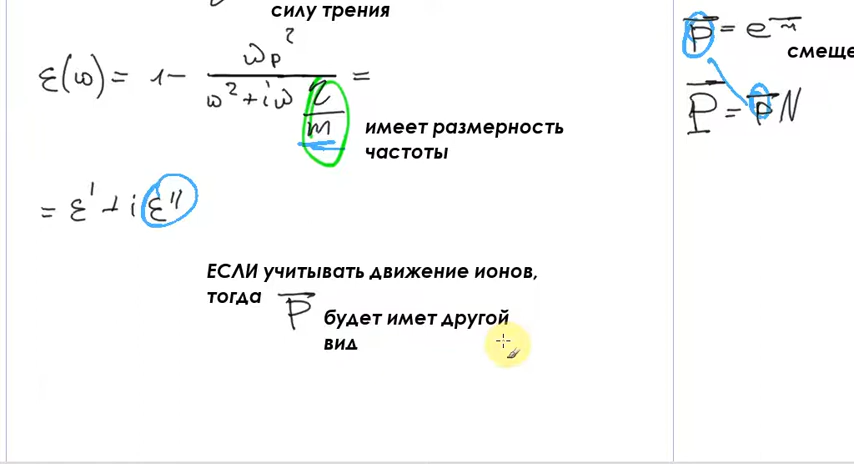 силу трения
ε(ω) = 1 - ωp² / (ω² + iω τ/m) =
имеет размерность
частоты
= ε' + i ε''
ЕСЛИ учитывать движение ионов,
тогда P будет имет другой
вид
p = e
смеще
P = p N